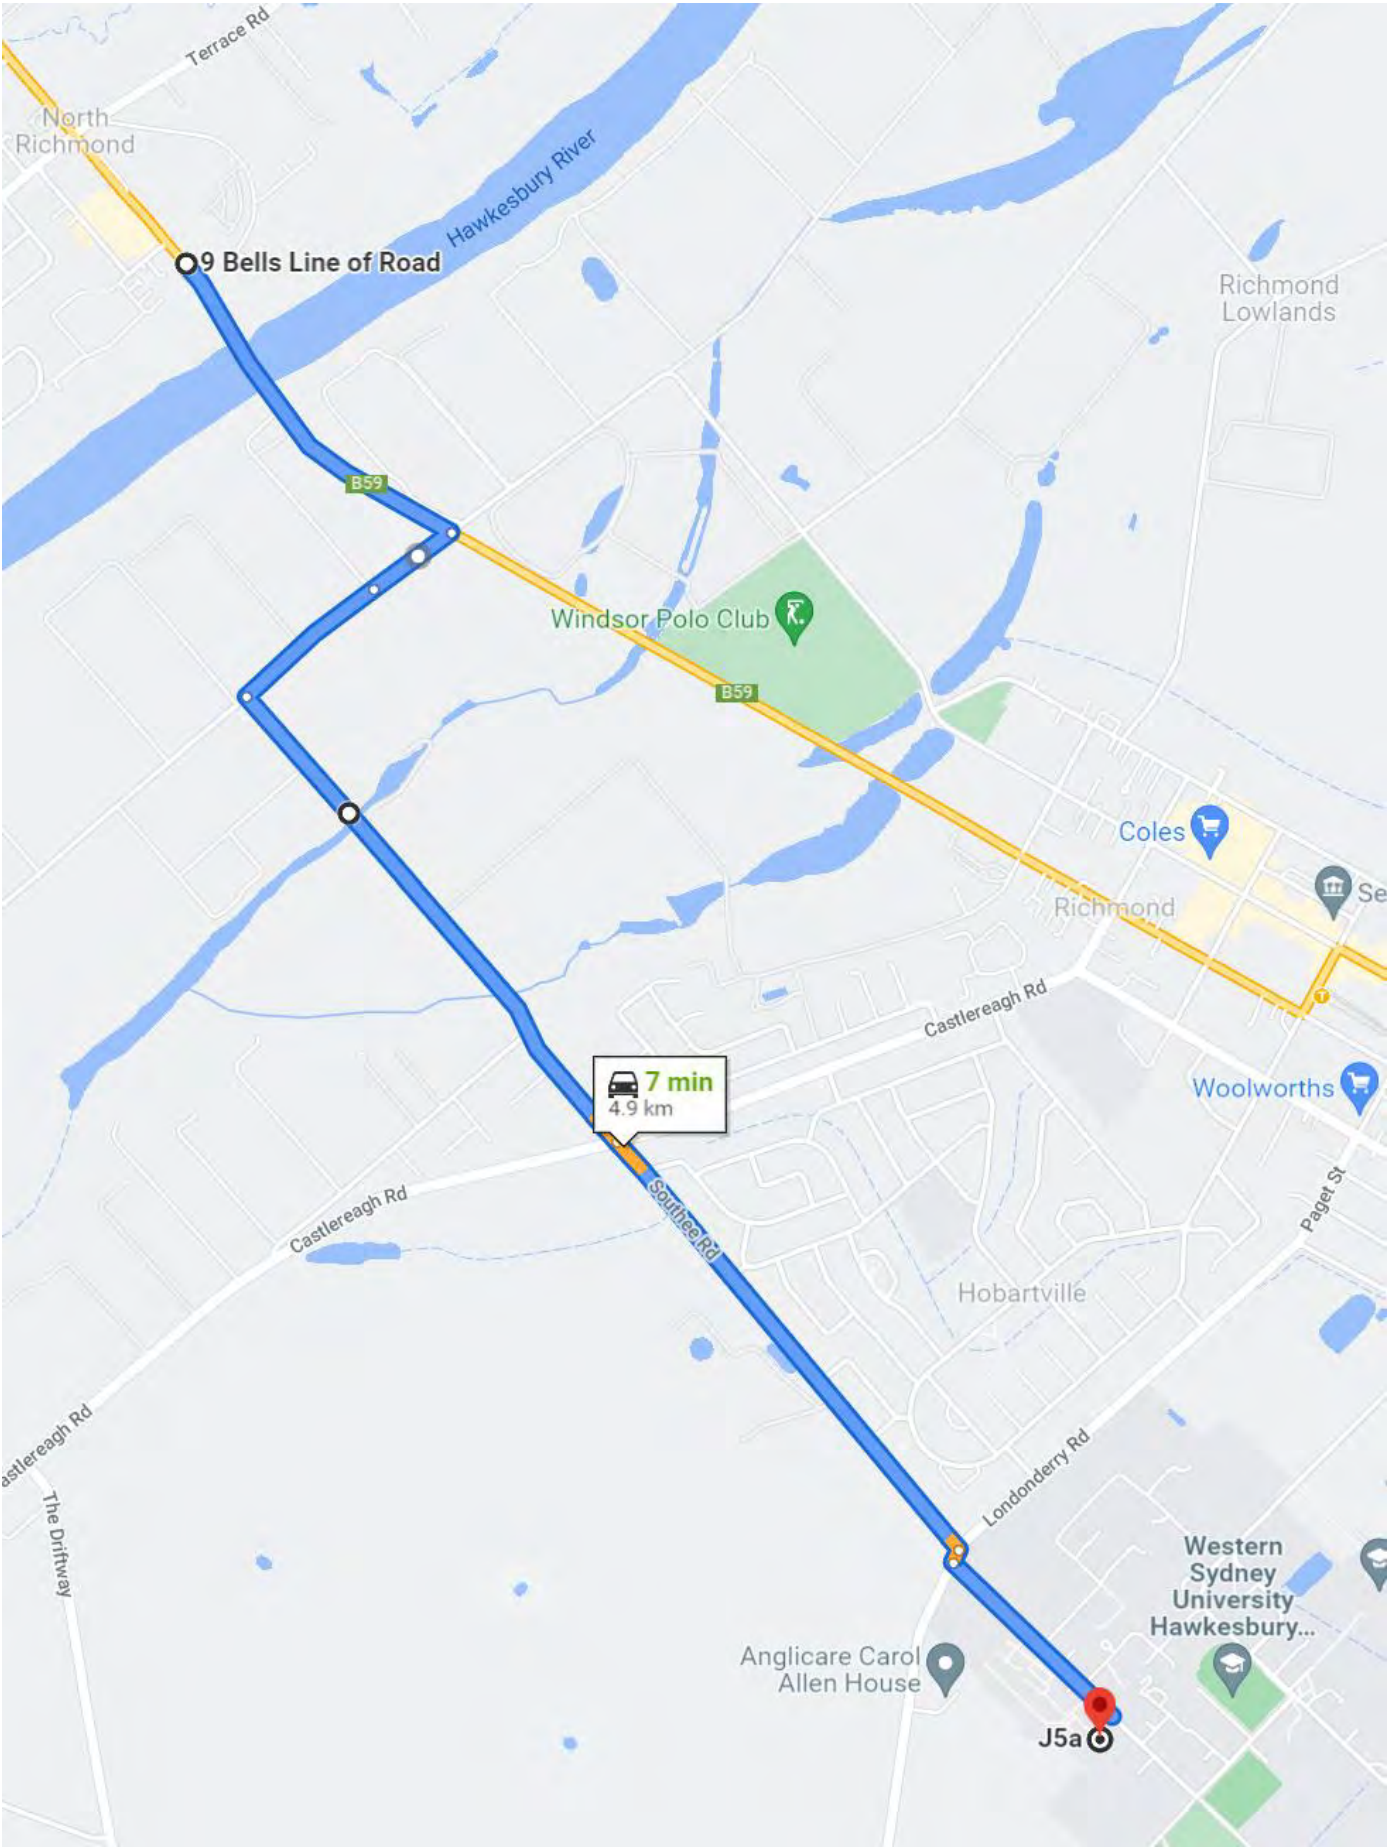 Terrace Rd
North
Richmond
Hawkesbury River
9 Bells Line of Road
Richmond
Lowlands
B59
Windsor Polo Club
B59
Coles
Se
Richmond
Castlereagh Rd
7 min
4.9 km
Woolworths
Southee Rd
Castlereagh Rd
Paget St
Hobartville
astlereagh Rd
Londonderry Rd
The Driftway
Western
Sydney
University
Hawkesbury...
Anglicare Carol
Allen House
J5a
T